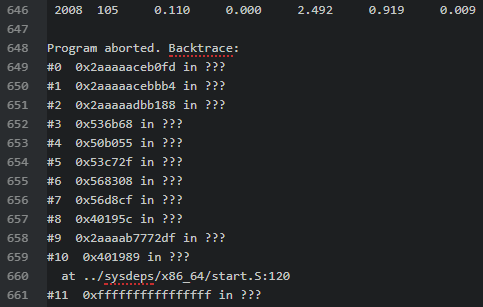 646 2008 105 0.110 0.000 2.492 0.919 0.009
647
648 Program aborted. Backtrace:
649 #0 0x2aaaaaceb0fd in ???
650 #1 0x2aaaaacebbb4 in ???
651 #2 0x2aaaaadbb188 in ???
652 #3 0x536b68 in ???
653 #4 0x50b055 in ???
654 #5 0x53c72f in ???
655 #6 0x568308 in ???
656 #7 0x56d8cf in ???
657 #8 0x40195c in ???
658 #9 0x2aaaab7772df in ???
659 #10 0x401989 in ???
660 at ../sysdeps/x86_64/start.S:120
661 #11 0xffffffffffffffff in ???